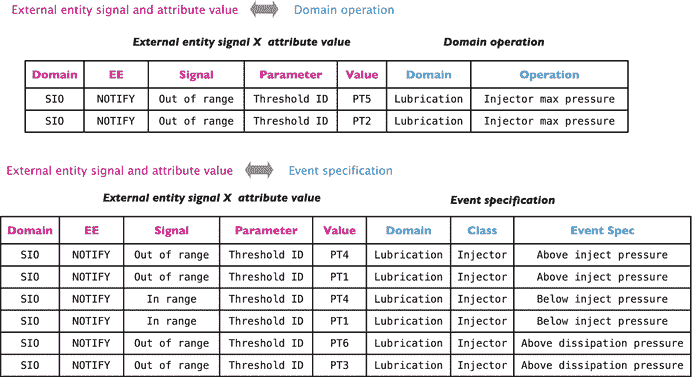 External entity signal and attribute value Domain operation
External entity signal X attribute value Domain operation
Domain EE Signal Parameter Value Domain Operation
SIO NOTIFY Out of range Threshold ID PT5 Lubrication Injector max pressure
SIO NOTIFY Out of range Threshold ID PT2 Lubrication Injector max pressure
External entity signal and attribute value Event specification
External entity signal X attribute value Event specification
Domain EE Signal Parameter Value Domain Class Event Spec
SIO NOTIFY Out of range Threshold ID PT4 Lubrication Injector Above inject pressure
SIO NOTIFY Out of range Threshold ID PT1 Lubrication Injector Above inject pressure
SIO NOTIFY In range Threshold ID PT4 Lubrication Injector Below inject pressure
SIO NOTIFY In range Threshold ID PT1 Lubrication Injector Below inject pressure
SIO NOTIFY Out of range Threshold ID PT6 Lubrication Injector Above dissipation pressure
SIO NOTIFY Out of range Threshold ID PT3 Lubrication Injector Above dissipation pressure